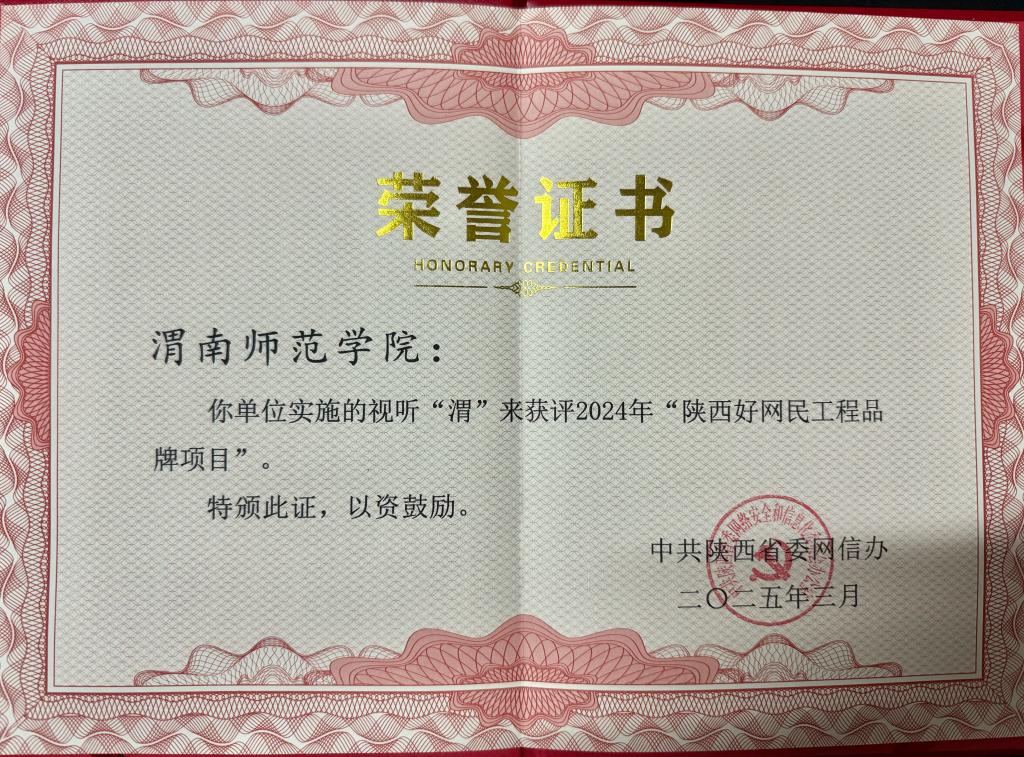 荣誉证书
HONORARY CREDENTIAL
渭南师范学院：
你单位实施的视听“渭”来获评2024年“陕西好网民工程品
牌项目”。
特颁此证，以资鼓励。
中共陕西省委网信办
二〇二五年三月